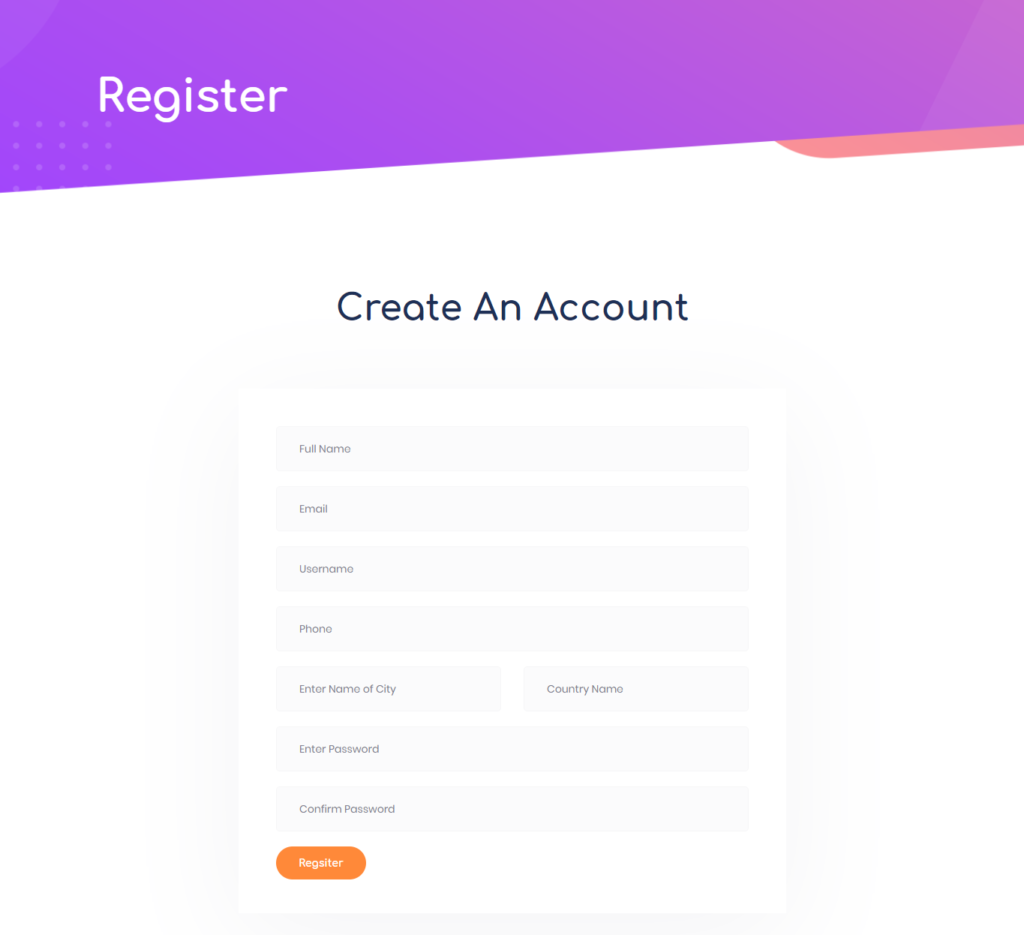 Register
Create An Account
Full Name
Email
Username
Phone
Enter Name of City Country Name
Enter Password
Confirm Password
Regsiter